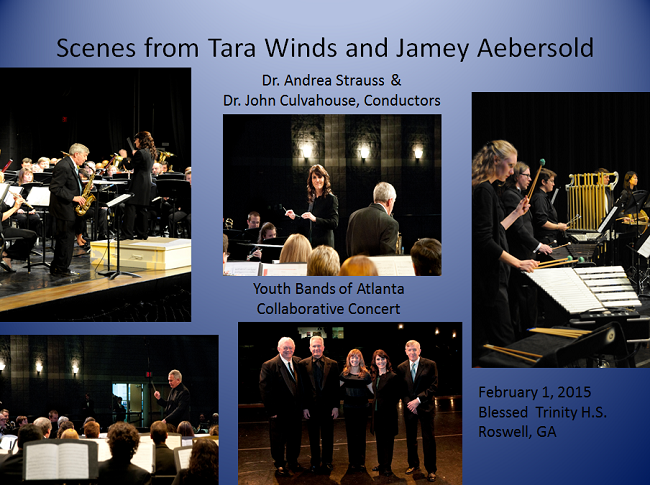 Scenes from Tara Winds and Jamey Aebersold
Dr. Andrea Strauss &
Dr. John Culvahouse, Conductors
Youth Bands of Atlanta
Collaborative Concert
February 1, 2015
Blessed  Trinity H.S.
Roswell, GA